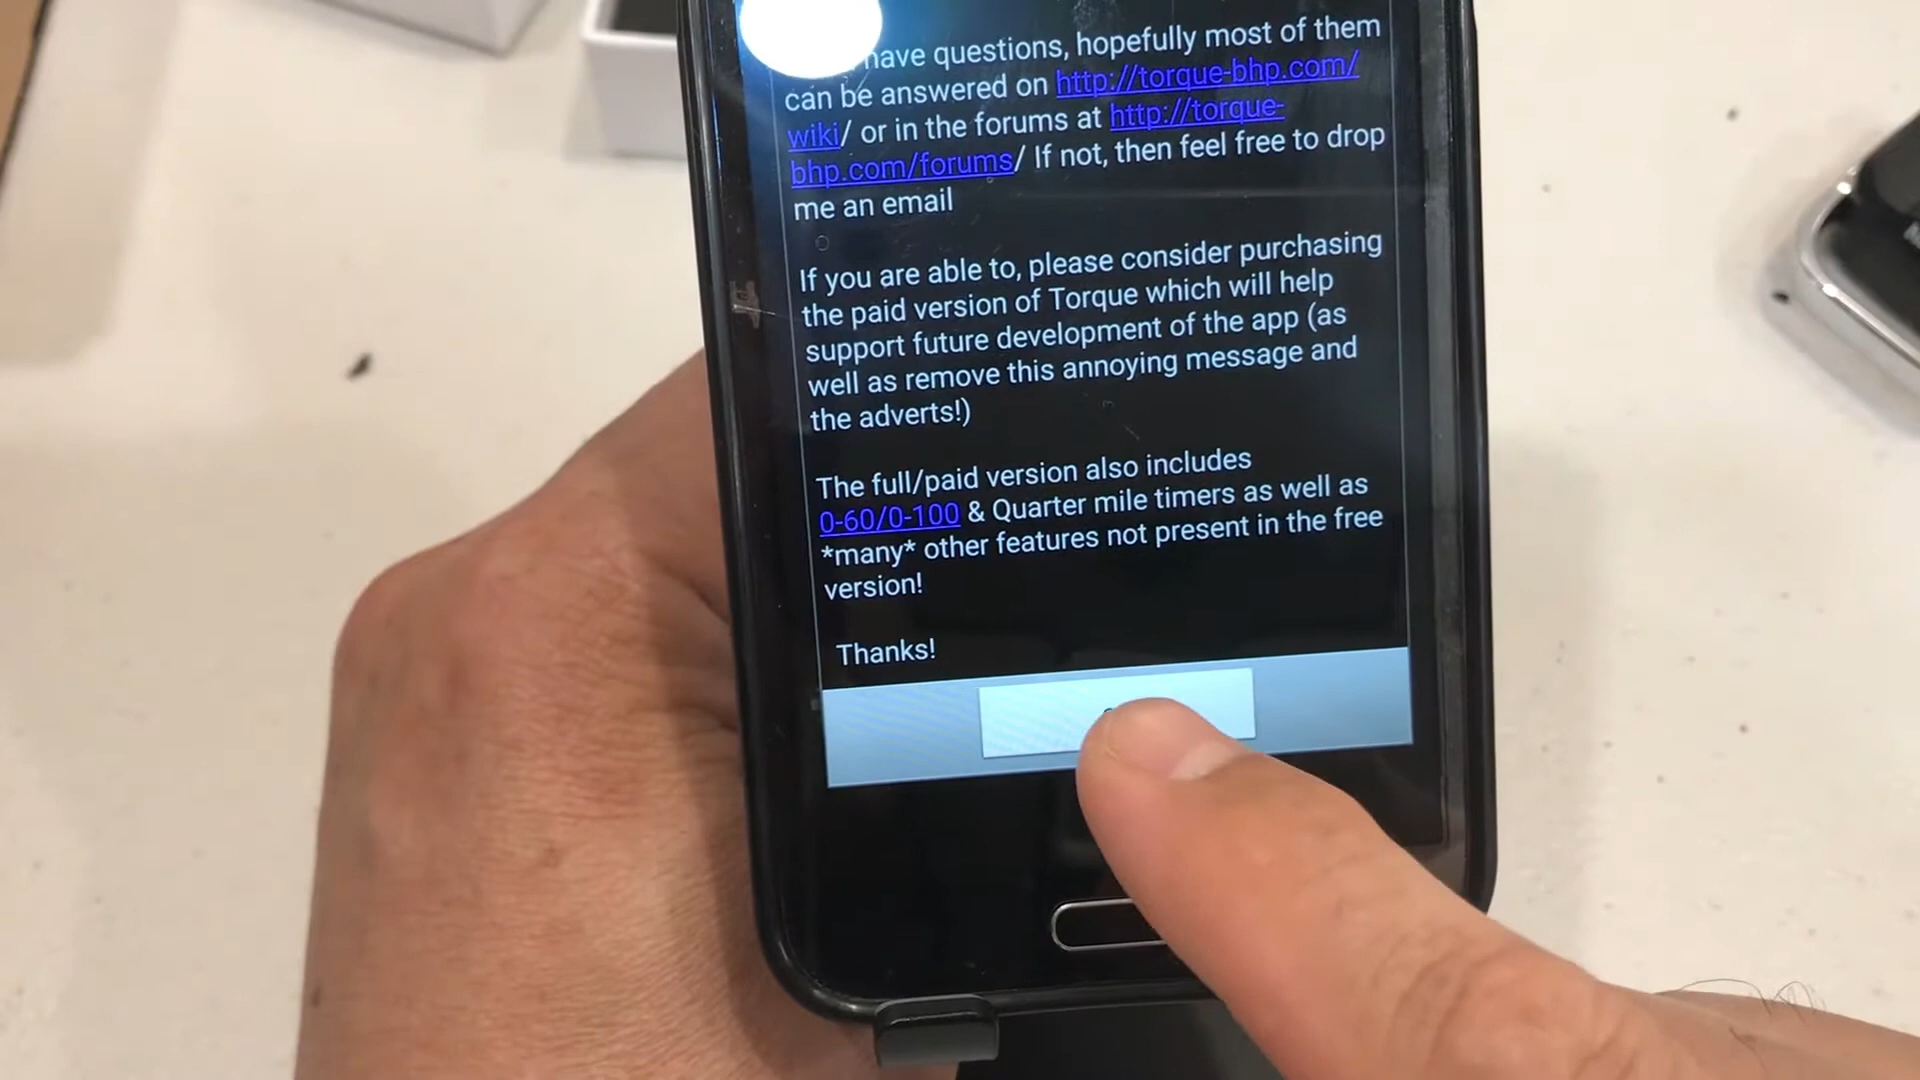 have questions, hopefully most of them
can be answered on http://torque-bhp.com/
wiki/ or in the forums at http://torque-
bhp.com/forums/ If not, then feel free to drop
me an email
If you are able to, please consider purchasing
the paid version of Torque which will help
support future development of the app (as
well as remove this annoying message and
the adverts!)
The full/paid version also includes
0-60/0-100 & Quarter mile timers as well as
*many* other features not present in the free
version!
Thanks!